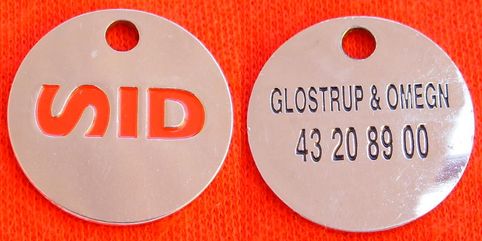 SID
GLOSTRUP & OMEGN
43 20 89 00